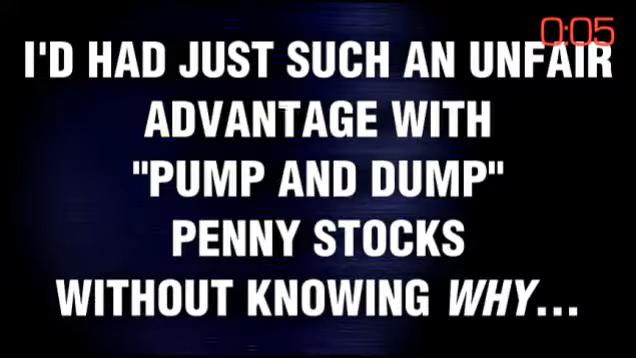 0:05
I'D HAD JUST SUCH AN UNFAIR
ADVANTAGE WITH
"PUMP AND DUMP"
PENNY STOCKS
WITHOUT KNOWING WHY...